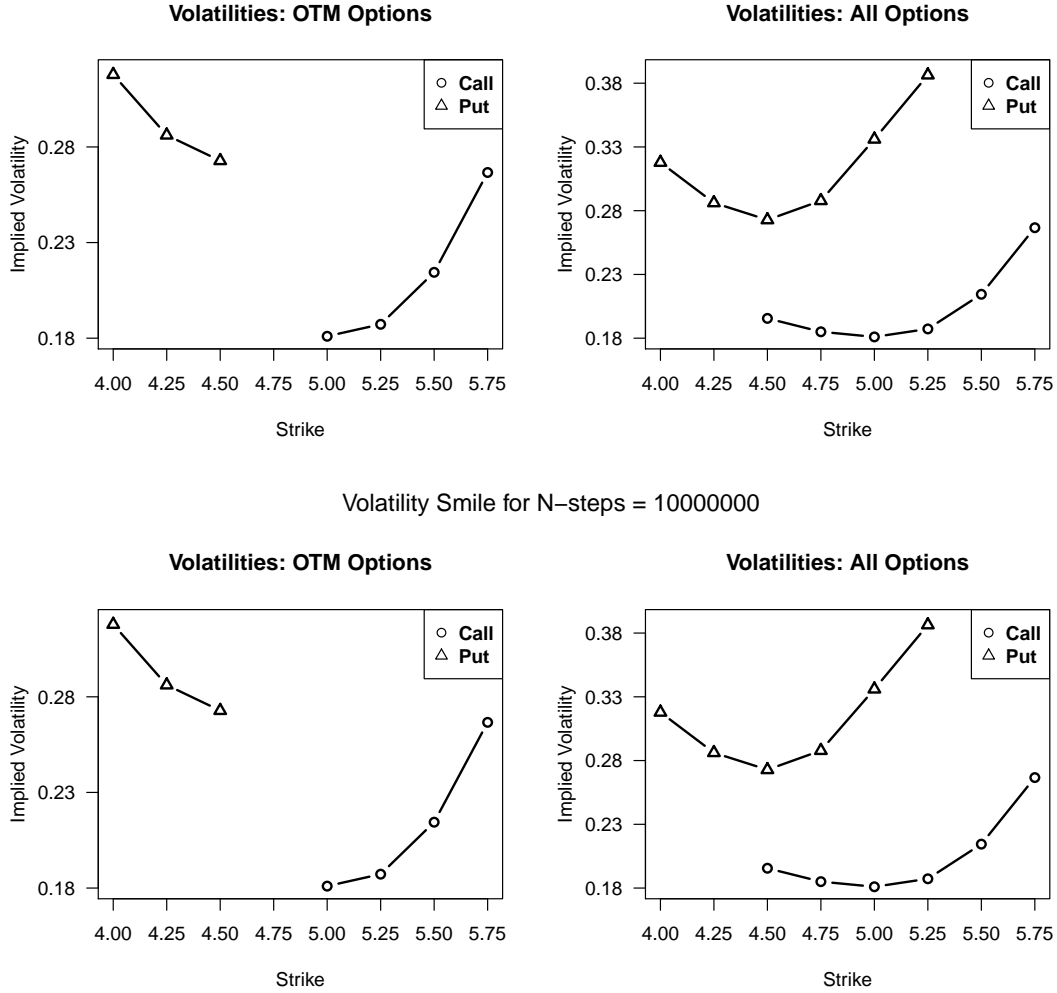 Volatilities: OTM Options
Volatilities: All Options
Implied Volatility
0.28
0.23
0.18
Call
Put
4.00 4.25 4.50 4.75 5.00 5.25 5.50 5.75
Strike
Implied Volatility
0.38
0.33
0.28
0.23
0.18
Call
Put
4.00 4.25 4.50 4.75 5.00 5.25 5.50 5.75
Strike
Volatility Smile for N−steps = 10000000
Volatilities: OTM Options
Volatilities: All Options
Implied Volatility
0.28
0.23
0.18
Call
Put
4.00 4.25 4.50 4.75 5.00 5.25 5.50 5.75
Strike
Implied Volatility
0.38
0.33
0.28
0.23
0.18
Call
Put
4.00 4.25 4.50 4.75 5.00 5.25 5.50 5.75
Strike